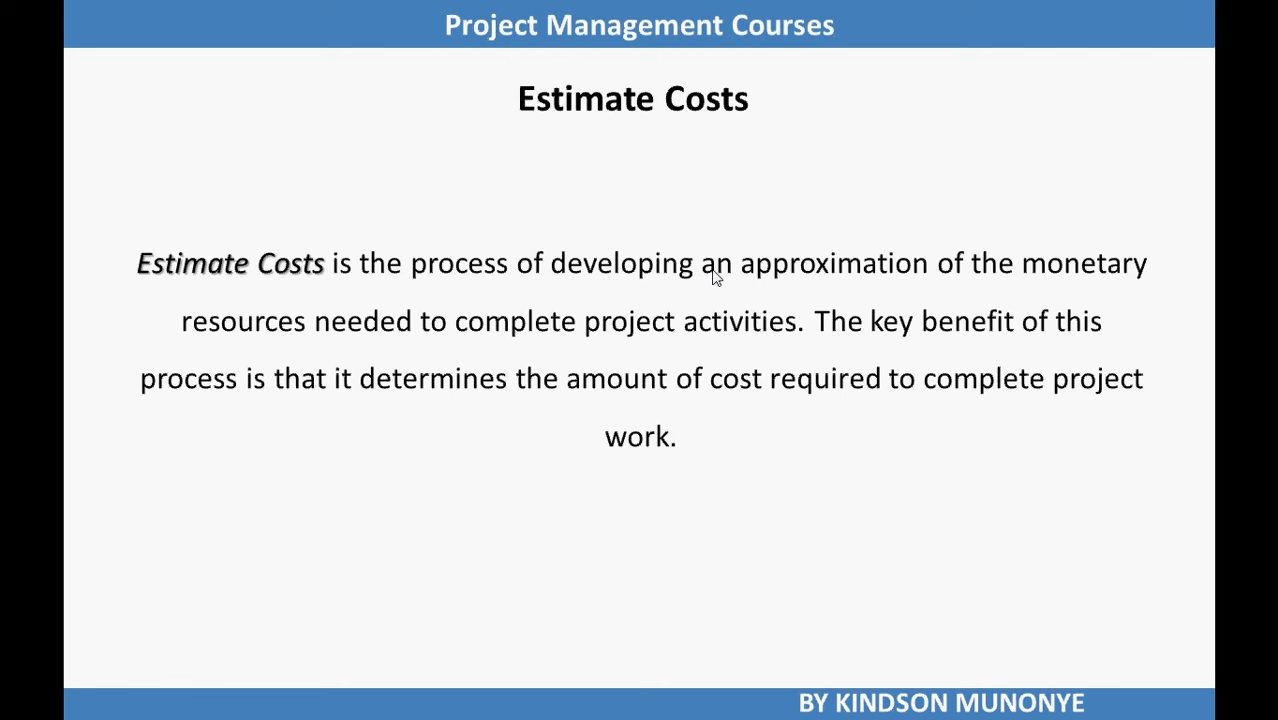 Project Management Courses
Estimate Costs
Estimate Costs is the process of developing an approximation of the monetary
resources needed to complete project activities. The key benefit of this
process is that it determines the amount of cost required to complete project
work.
BY KINDSON MUNONYE